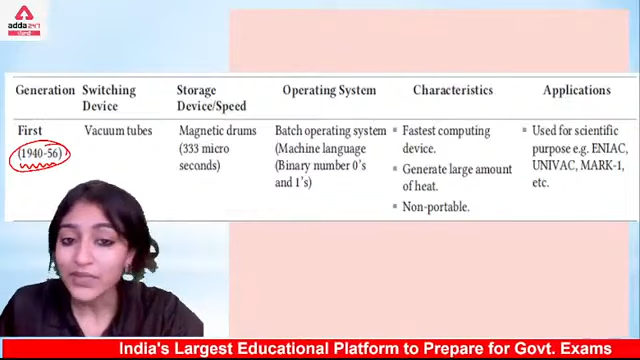 adda247
ਪੰਜਾਬੀ
Generation Switching Device Storage Device/Speed Operating System Characteristics Applications
First (1940-56)
Vacuum tubes
Magnetic drums
(333 micro
seconds)
Batch operating system
(Machine language
(Binary number 0's
and 1's)
▪ Fastest computing
device.
▪ Generate large amount
of heat.
▪ Non-portable.
▪ Used for scientific
purpose e.g. ENIAC,
UNIVAC, MARK-1,
etc.
India's Largest Educational Platform to Prepare for Govt. Exams